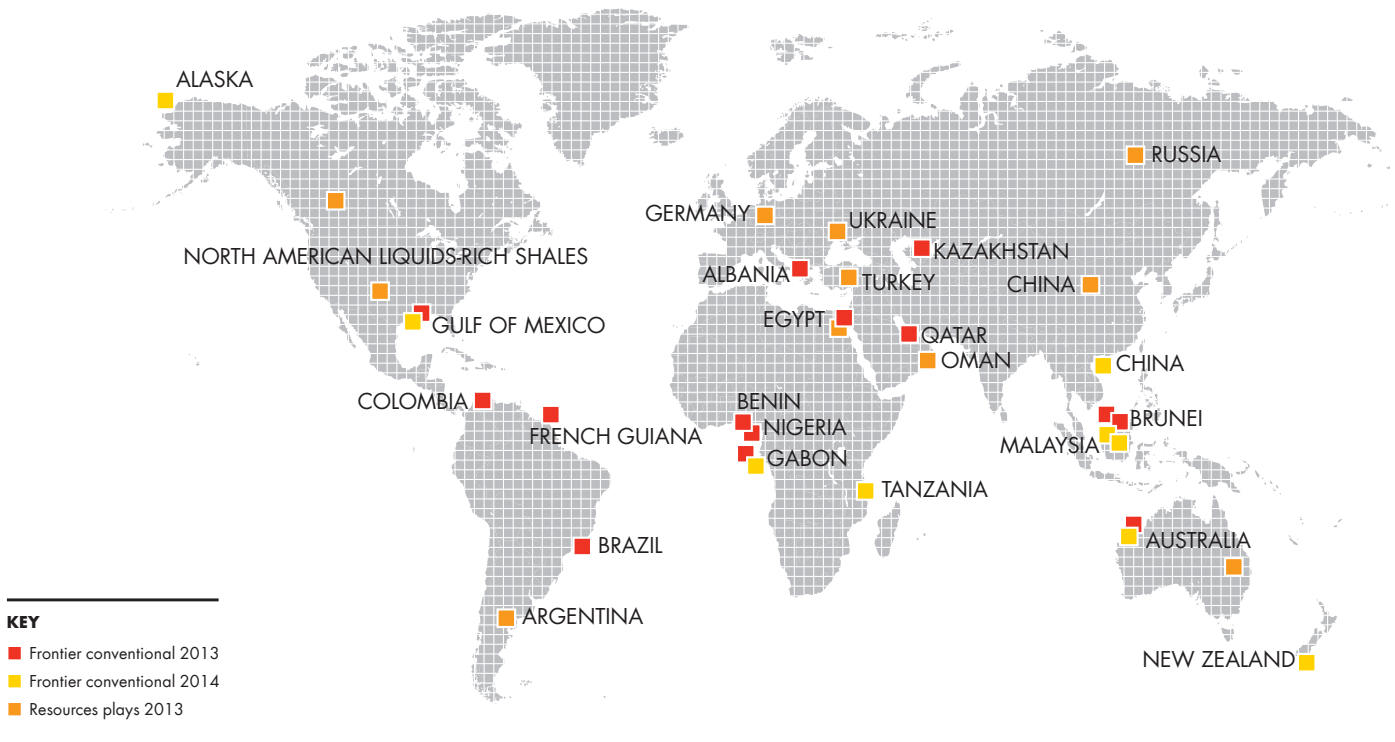 ALASKA
RUSSIA
GERMANY
UKRAINE
NORTH AMERICAN LIQUIDS-RICH SHALES
KAZAKHSTAN
ALBANIA
TURKEY
CHINA
GULF OF MEXICO
EGYPT
QATAR
OMAN
CHINA
COLOMBIA
BENIN
FRENCH GUIANA
NIGERIA
BRUNEI
MALAYSIA
GABON
TANZANIA
BRAZIL
AUSTRALIA
ARGENTINA
NEW ZEALAND
KEY
Frontier conventional 2013
Frontier conventional 2014
Resources plays 2013